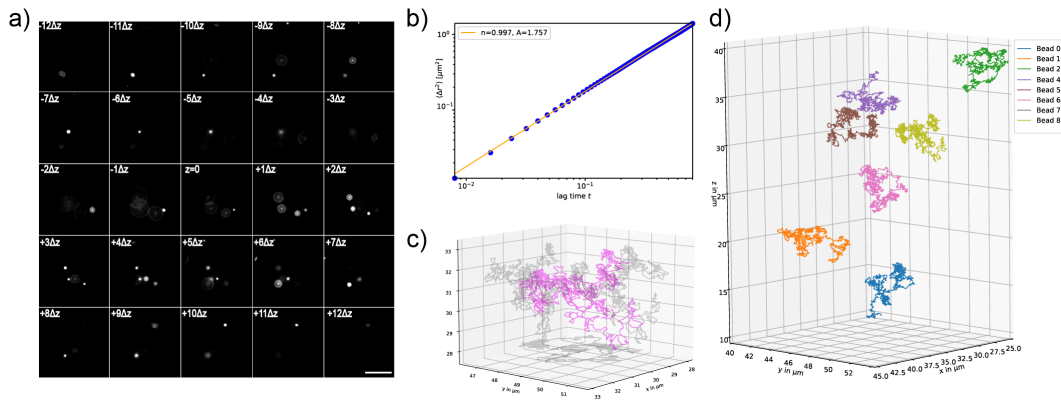 a)
-12Δz -11Δz -10Δz -9Δz -8Δz
-7Δz -6Δz -5Δz -4Δz -3Δz
-2Δz -1Δz z=0 +1Δz +2Δz
+3Δz +4Δz +5Δz +6Δz +7Δz
+8Δz +9Δz +10Δz +11Δz +12Δz
b)
n=0.997, A=1.757
10⁰
10⁻¹
⟨Δr²⟩ [μm²]
10⁻² 10⁻¹
lag time t
c)
33
32
31
30
29
28
z in μm
47 48 49 50 51
y in μm
33 32 31 30 29 28
x in μm
d)
Bead 0
Bead 1
Bead 2
Bead 4
Bead 5
Bead 6
Bead 7
Bead 8
40
35
30
25
20
15
10
z in μm
40 42 44 46 48 50 52
y in μm
45.0 42.5 40.0 37.5 35.0 32.5 30.0 27.5 25.0
x in μm